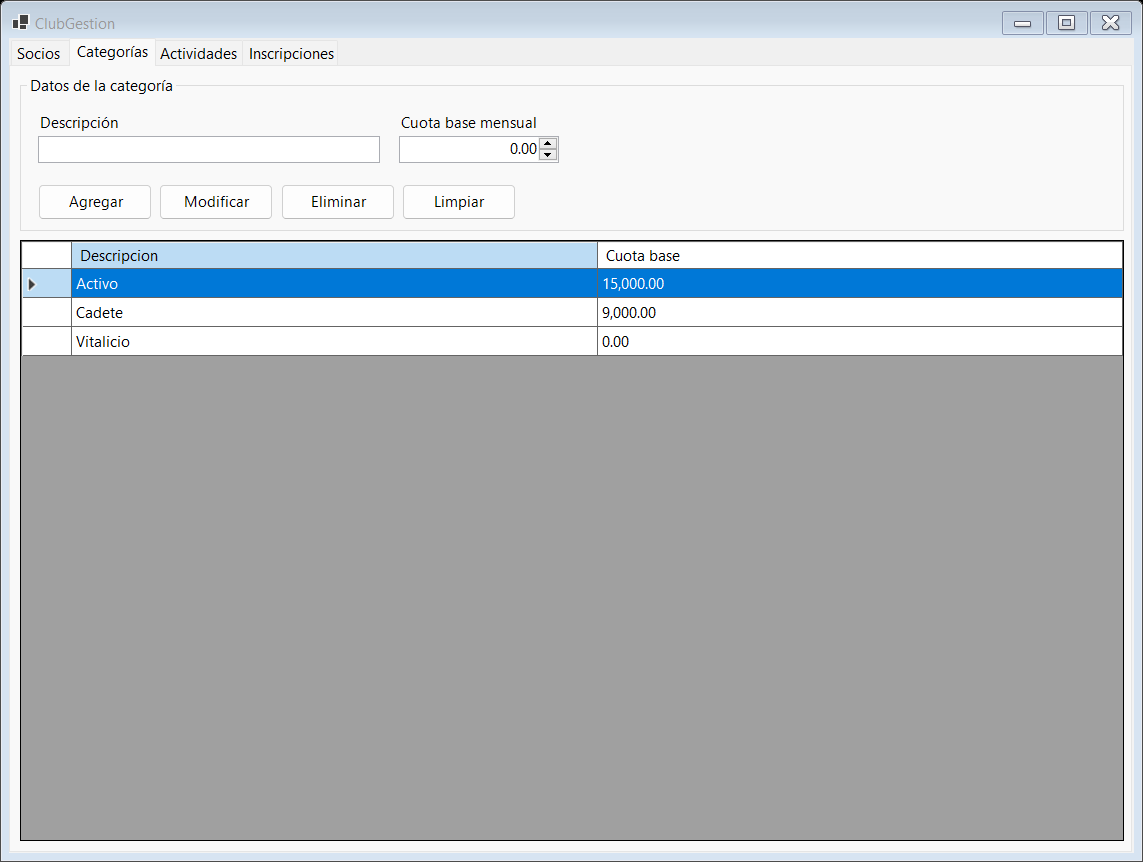 ClubGestion
Socios Categorías Actividades Inscripciones
Datos de la categoría
Descripción Cuota base mensual
0.00
Agregar Modificar Eliminar Limpiar
Descripcion Cuota base
Activo 15,000.00
Cadete 9,000.00
Vitalicio 0.00